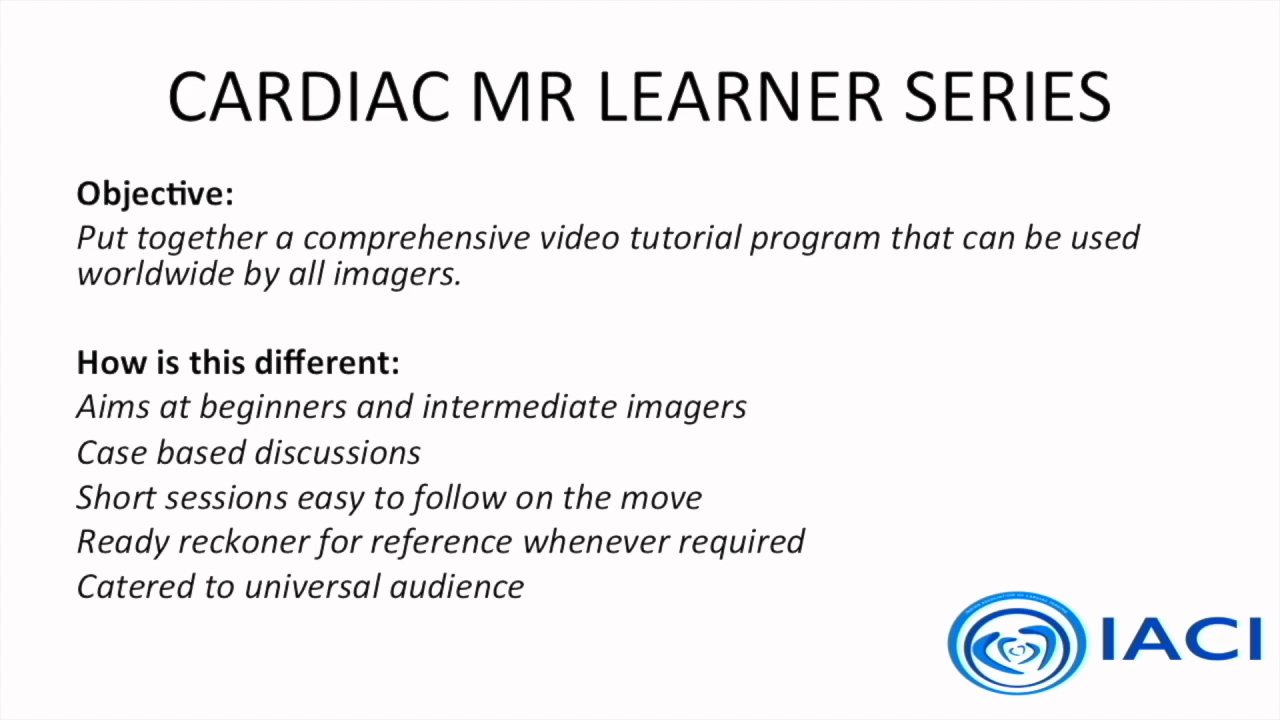 CARDIAC MR LEARNER SERIES
Objective:
Put together a comprehensive video tutorial program that can be used
worldwide by all imagers.
How is this different:
Aims at beginners and intermediate imagers
Case based discussions
Short sessions easy to follow on the move
Ready reckoner for reference whenever required
Catered to universal audience
IACI